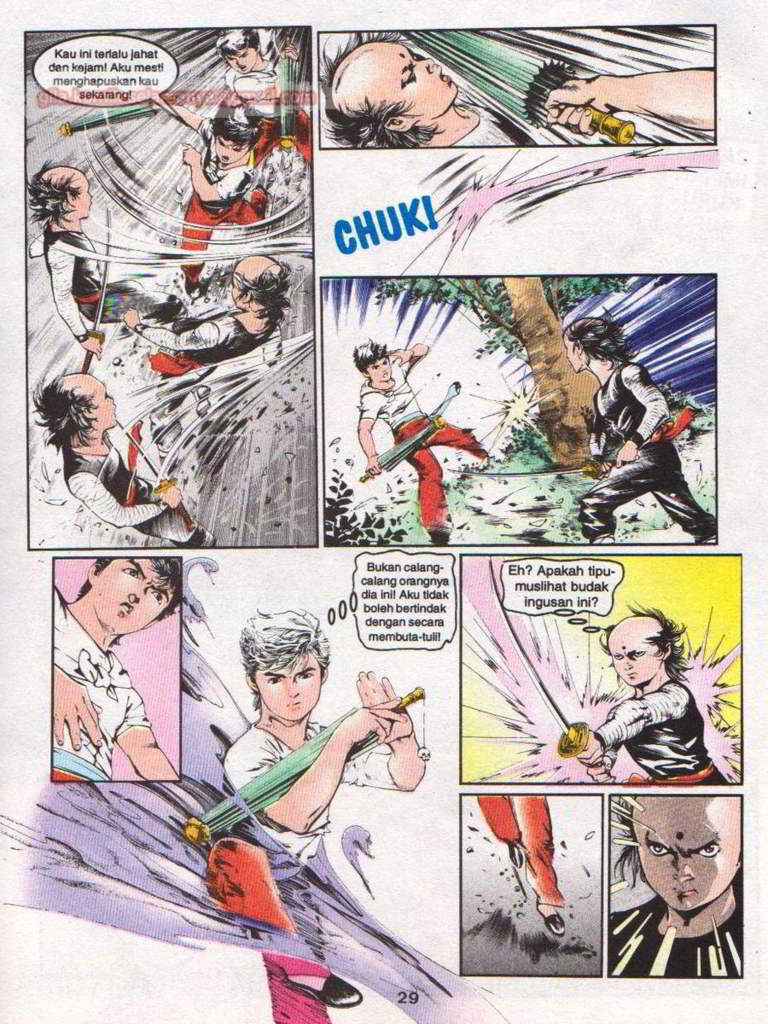 Kau ini terlalu jahat
dan kejam! Aku mesti
menghapuskan kau
sekarang!
CHUK!
Bukan calang-
calang orangnya
dia ini! Aku tidak
boleh bertindak
dengan secara
membuta-tuli!
Eh? Apakah tipu-
muslihat budak
ingusan ini?
29